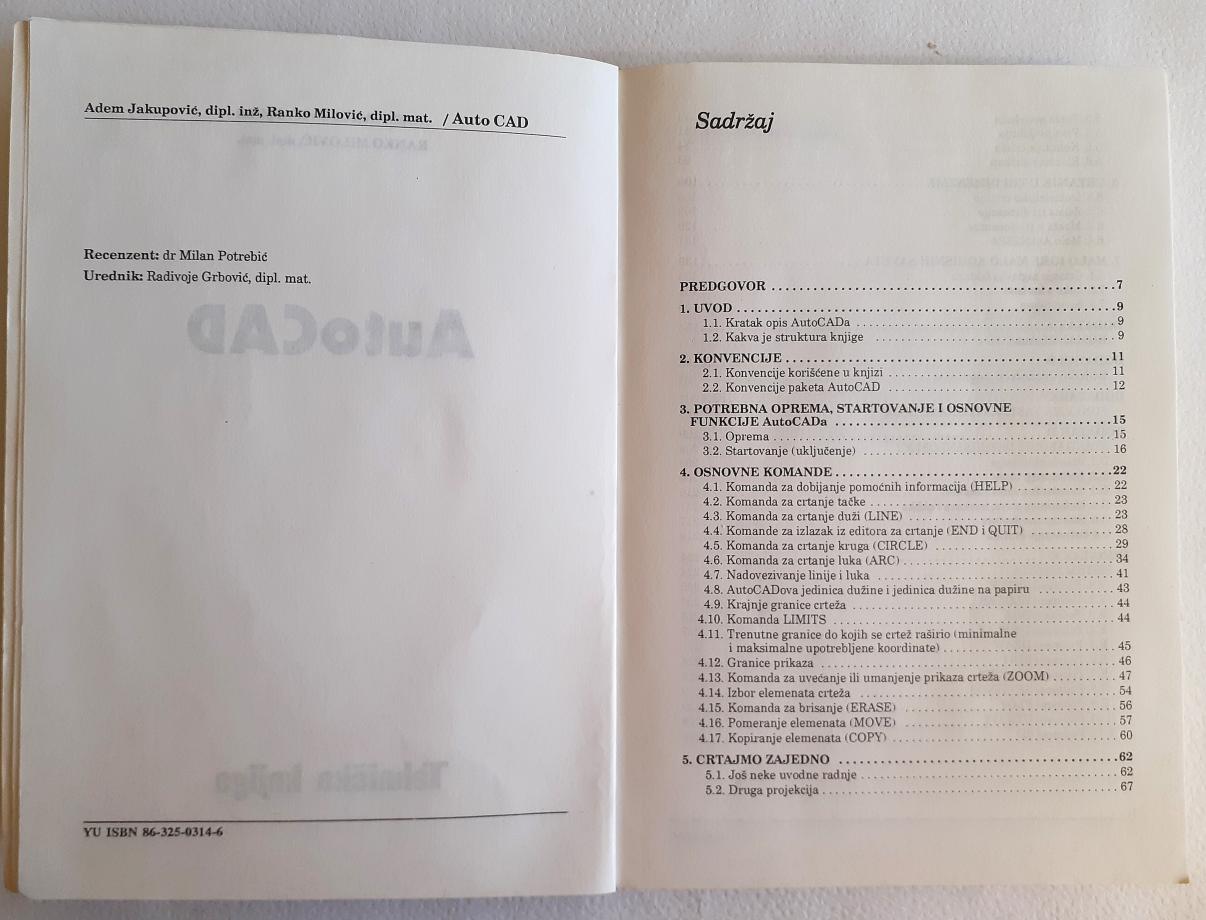 Adem Jakupović, dipl. inž, Ranko Milović, dipl. mat. / Auto CAD
Recenzent: dr Milan Potrebić
Urednik: Radivoje Grbović, dipl. mat.
AutoCAD
Tehnička knjiga
YU ISBN 86-325-0314-6
Sadržaj
PREDGOVOR . . . . . . . . . . . . . . . . . . . . 7
1. UVOD . . . . . . . . . . . . . . . . . . . . 9
1.1. Kratak opis AutoCADa . . . . . . . . . . . . . . . . . . . . 9
1.2. Kakva je struktura knjige . . . . . . . . . . . . . . . . . . . . 9
2. KONVENCIJE . . . . . . . . . . . . . . . . . . . . 11
2.1. Konvencije korišćene u knjizi . . . . . . . . . . . . . . . . . . . . 11
2.2. Konvencije paketa AutoCAD . . . . . . . . . . . . . . . . . . . . 12
3. POTREBNA OPREMA, STARTOVANJE I OSNOVNE
FUNKCIJE AutoCADa . . . . . . . . . . . . . . . . . . . . 15
3.1. Oprema . . . . . . . . . . . . . . . . . . . . 15
3.2. Startovanje (uključenje) . . . . . . . . . . . . . . . . . . . . 16
4. OSNOVNE KOMANDE . . . . . . . . . . . . . . . . . . . . 22
4.1. Komanda za dobijanje pomoćnih informacija (HELP) . . . . . . . . . . . . . . 22
4.2. Komanda za crtanje tačke . . . . . . . . . . . . . . . . . . . . 23
4.3. Komanda za crtanje duži (LINE) . . . . . . . . . . . . . . . . . . . . 23
4.4. Komande za izlazak iz editora za crtanje (END i QUIT) . . . . . . . . . . . . 28
4.5. Komanda za crtanje kruga (CIRCLE) . . . . . . . . . . . . . . . . . . . . 29
4.6. Komanda za crtanje luka (ARC) . . . . . . . . . . . . . . . . . . . . 34
4.7. Nadovezivanje linije i luka . . . . . . . . . . . . . . . . . . . . 41
4.8. AutoCADova jedinica dužine i jedinica dužine na papiru . . . . . . . . . . . 43
4.9. Krajnje granice crteža . . . . . . . . . . . . . . . . . . . . 44
4.10. Komanda LIMITS . . . . . . . . . . . . . . . . . . . . 44
4.11. Trenutne granice do kojih se crtež raširio (minimalne
i maksimalne upotrebljene koordinate) . . . . . . . . . . . . . . . . . . . . 45
4.12. Granice prikaza . . . . . . . . . . . . . . . . . . . . 46
4.13. Komanda za uvećanje ili umanjenje prikaza crteža (ZOOM) . . . . . . . . . 47
4.14. Izbor elemenata crteža . . . . . . . . . . . . . . . . . . . . 54
4.15. Komanda za brisanje (ERASE) . . . . . . . . . . . . . . . . . . . . 56
4.16. Pomeranje elemenata (MOVE) . . . . . . . . . . . . . . . . . . . . 57
4.17. Kopiranje elemenata (COPY) . . . . . . . . . . . . . . . . . . . . 60
5. CRTAJMO ZAJEDNO . . . . . . . . . . . . . . . . . . . . 62
5.1. Još neke uvodne radnje . . . . . . . . . . . . . . . . . . . . 62
5.2. Druga projekcija . . . . . . . . . . . . . . . . . . . . 67